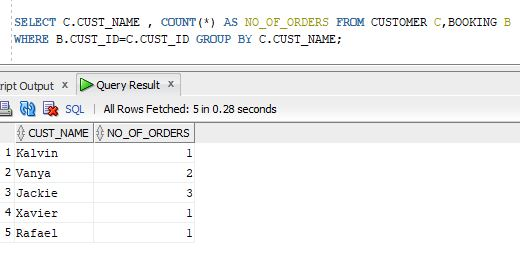 SELECT C.CUST_NAME , COUNT(*) AS NO_OF_ORDERS FROM CUSTOMER C,BOOKING B
WHERE B.CUST_ID=C.CUST_ID GROUP BY C.CUST_NAME;
ript Output x Query Result x
SQL | All Rows Fetched: 5 in 0.28 seconds
CUST_NAME NO_OF_ORDERS
1 Kalvin 1
2 Vanya 2
3 Jackie 3
4 Xavier 1
5 Rafael 1